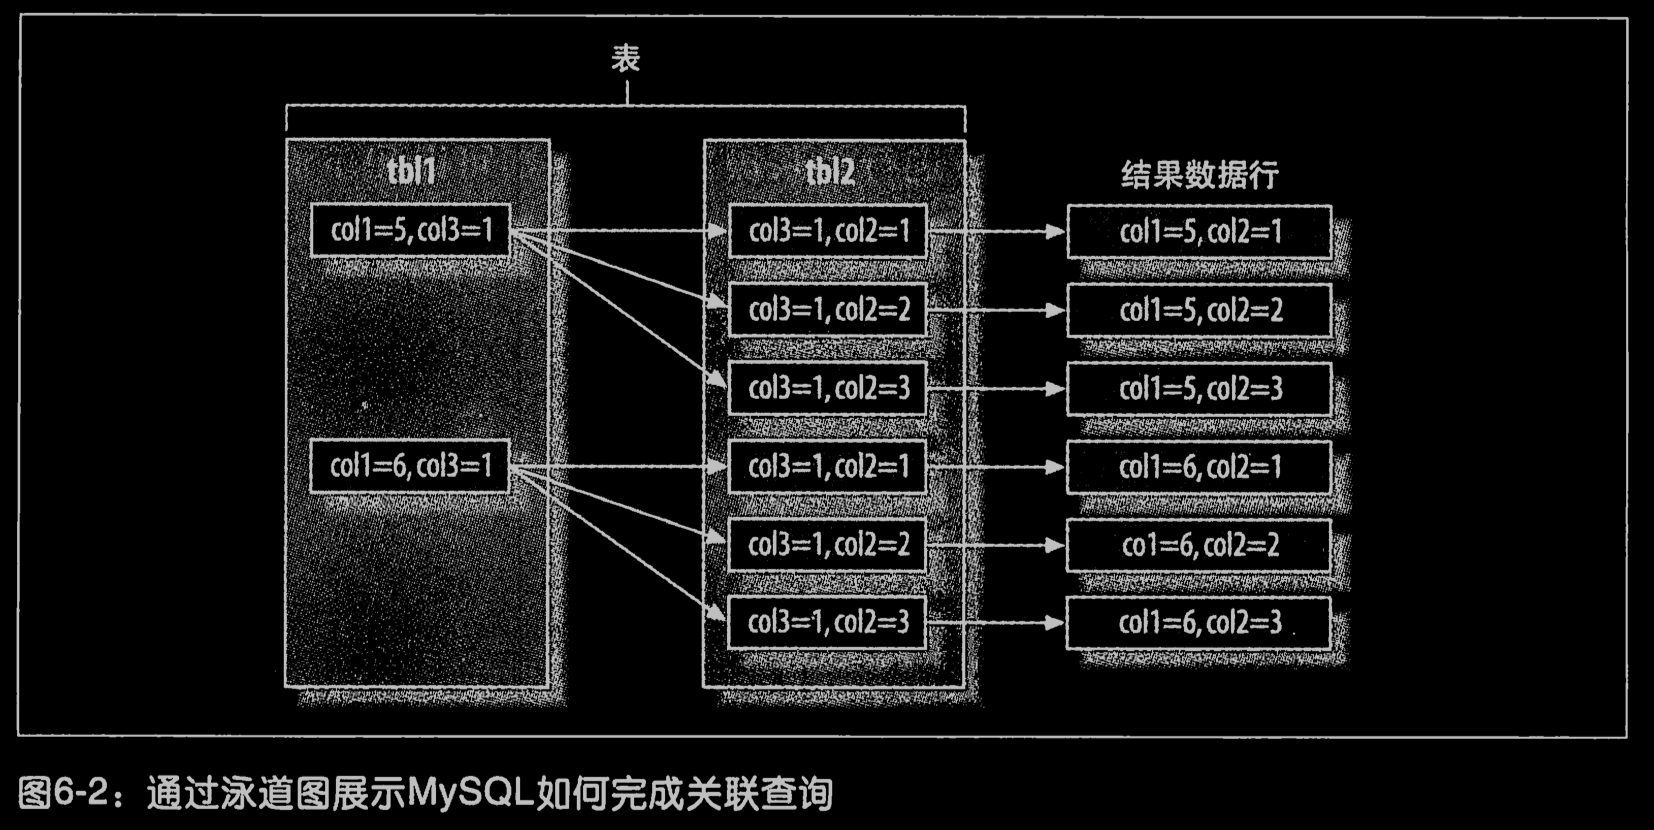 表
tbl1
tbl2
结果数据行
col1=5,col3=1
col3=1,col2=1
col1=5,col2=1
col3=1,col2=2
col1=5,col2=2
col3=1,col2=3
col1=5,col2=3
col1=6,col3=1
col3=1,col2=1
col1=6,col2=1
col3=1,col2=2
co1=6,col2=2
col3=1,col2=3
col1=6,col2=3
图6-2：通过泳道图展示MySQL如何完成关联查询